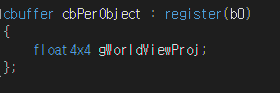 cbuffer cbPerObject : register(b0)
{
float4x4 gWorldViewProj;
};